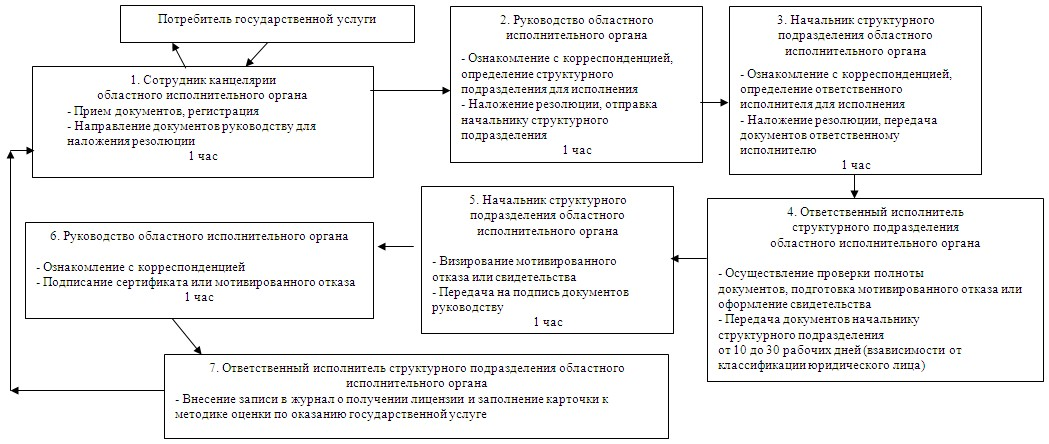 Потребитель государственной услуги
1. Сотрудник канцелярии
областного исполнительного органа
- Прием документов, регистрация
- Направление документов руководству для
наложения резолюции
1 час
2. Руководство областного
исполнительного органа
- Ознакомление с корреспонденцией,
определение структурного
подразделения для исполнения
- Наложение резолюции, отправка
начальнику структурного
подразделения
1 час
3. Начальник структурного
подразделения областного
исполнительного органа
- Ознакомление с корреспонденцией,
определение ответственного
исполнителя для исполнения
- Наложение резолюции, передача
документов ответственному
исполнителю
1 час
4. Ответственный исполнитель
структурного подразделения
областного исполнительного органа
- Осуществление проверки полноты
документов, подготовка мотивированного отказа или
оформление свидетельства
- Передача документов начальнику
структурного подразделения
от 10 до 30 рабочих дней (взависимости от
классификации юридического лица)
5. Начальник структурного
подразделения областного
исполнительного органа
- Визирование мотивированного
отказа или свидетельства
- Передача на подпись документов
руководству
1 час
6. Руководство областного исполнительного органа
- Ознакомление с корреспонденцией
- Подписание сертификата или мотивированного отказа
1 час
7. Ответственный исполнитель структурного подразделения областного
исполнительного органа
- Внесение записи в журнал о получении лицензии и заполнение карточки к
методике оценки по оказанию государственной услуге